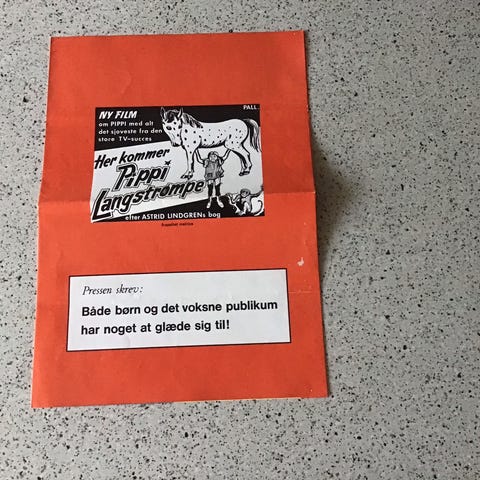 PALL.
NY FILM
om PIPPI med alt
det sjoveste fra den
store TV-succes
Her kommer
Pippi
Langstrømpe
efter ASTRID LINDGRENs bog
Pressen skrev:
Både børn og det voksne publikum
har noget at glæde sig til!